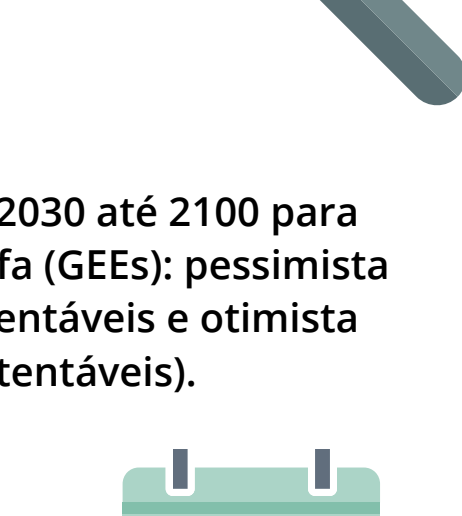 2030 até 2100 para
fa (GEEs): pessimista
entáveis e otimista
tentáveis).